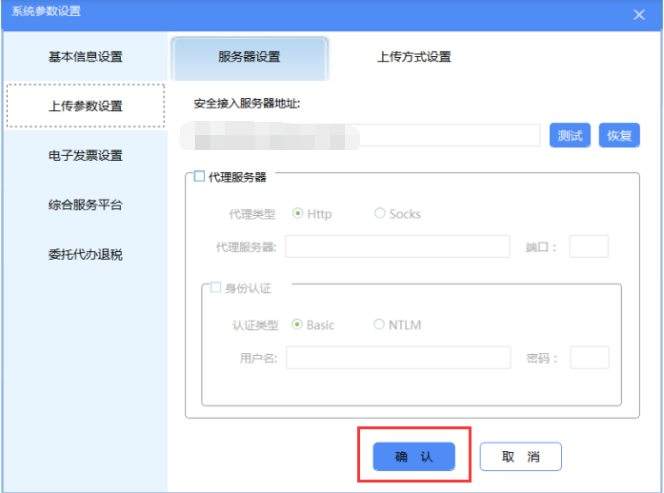 系统参数设置
基本信息设置
服务器设置
上传方式设置
上传参数设置
安全接入服务器地址:
测试
恢复
电子发票设置
代理服务器
综合服务平台
代理类型
Http
Socks
委托代办退税
代理服务器:
端口：
身份认证
认证类型
Basic
NTLM
用户名:
密码：
确 认
取 消